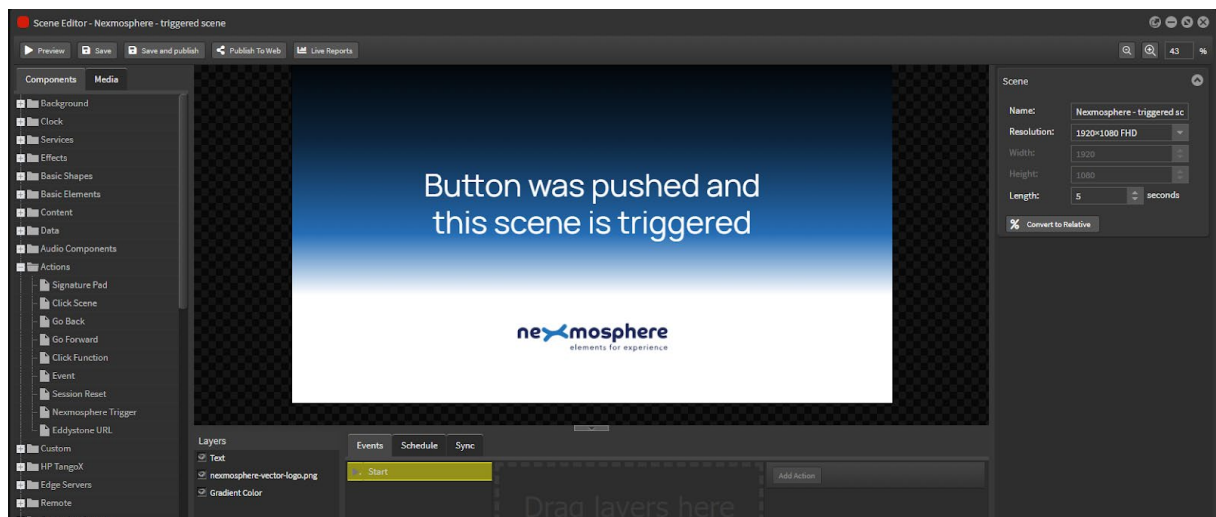 Scene Editor - Nexmosphere - triggered scene
Preview Save Save and publish Publish To Web Live Reports 43 %
Components Media
Background
Clock
Services
Effects
Basic Shapes
Basic Elements
Content
Data
Audio Components
Actions
Signature Pad
Click Scene
Go Back
Go Forward
Click Function
Event
Session Reset
Nexmosphere Trigger
Eddystone URL
Custom
HP TangoX
Edge Servers
Remote
Button was pushed and
this scene is triggered
nexmosphere
elements for experience
Layers
Text
nexmosphere-vector-logo.png
Gradient Color
Events Schedule Sync
Start
Drag layers here
Add Action
Scene
Name: Nexmosphere - triggered sc
Resolution: 1920×1080 FHD
Width: 1920
Height: 1080
Length: 5 seconds
Convert to Relative